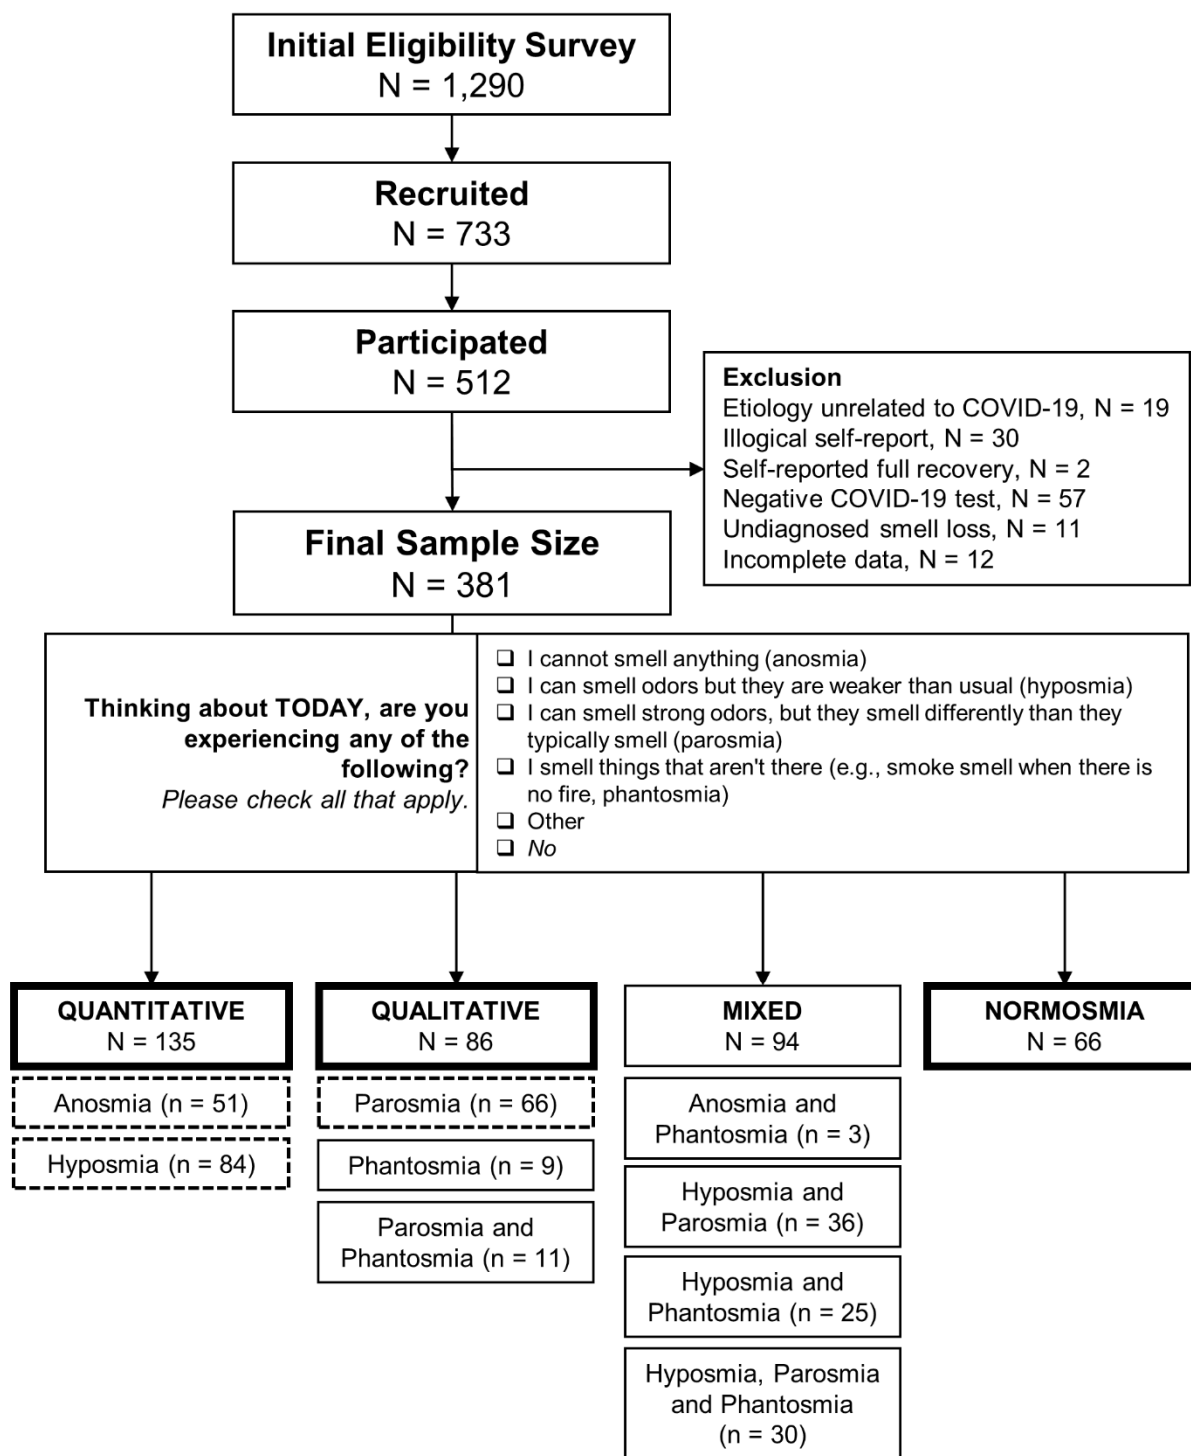 Initial Eligibility Survey
N = 1,290
Recruited
N = 733
Participated
N = 512
Exclusion
Etiology unrelated to COVID-19, N = 19
Illogical self-report, N = 30
Self-reported full recovery, N = 2
Negative COVID-19 test, N = 57
Undiagnosed smell loss, N = 11
Incomplete data, N = 12
Final Sample Size
N = 381
Thinking about TODAY, are you
experiencing any of the
following?
Please check all that apply.
❑ I cannot smell anything (anosmia)
❑ I can smell odors but they are weaker than usual (hyposmia)
❑ I can smell strong odors, but they smell differently than they
typically smell (parosmia)
❑ I smell things that aren't there (e.g., smoke smell when there is
no fire, phantosmia)
❑ Other
❑ No
QUANTITATIVE
N = 135
Anosmia (n = 51)
Hyposmia (n = 84)
QUALITATIVE
N = 86
Parosmia (n = 66)
Phantosmia (n = 9)
Parosmia and
Phantosmia (n = 11)
MIXED
N = 94
Anosmia and
Phantosmia (n = 3)
Hyposmia and
Parosmia (n = 36)
Hyposmia and
Phantosmia (n = 25)
Hyposmia, Parosmia
and Phantosmia
(n = 30)
NORMOSMIA
N = 66